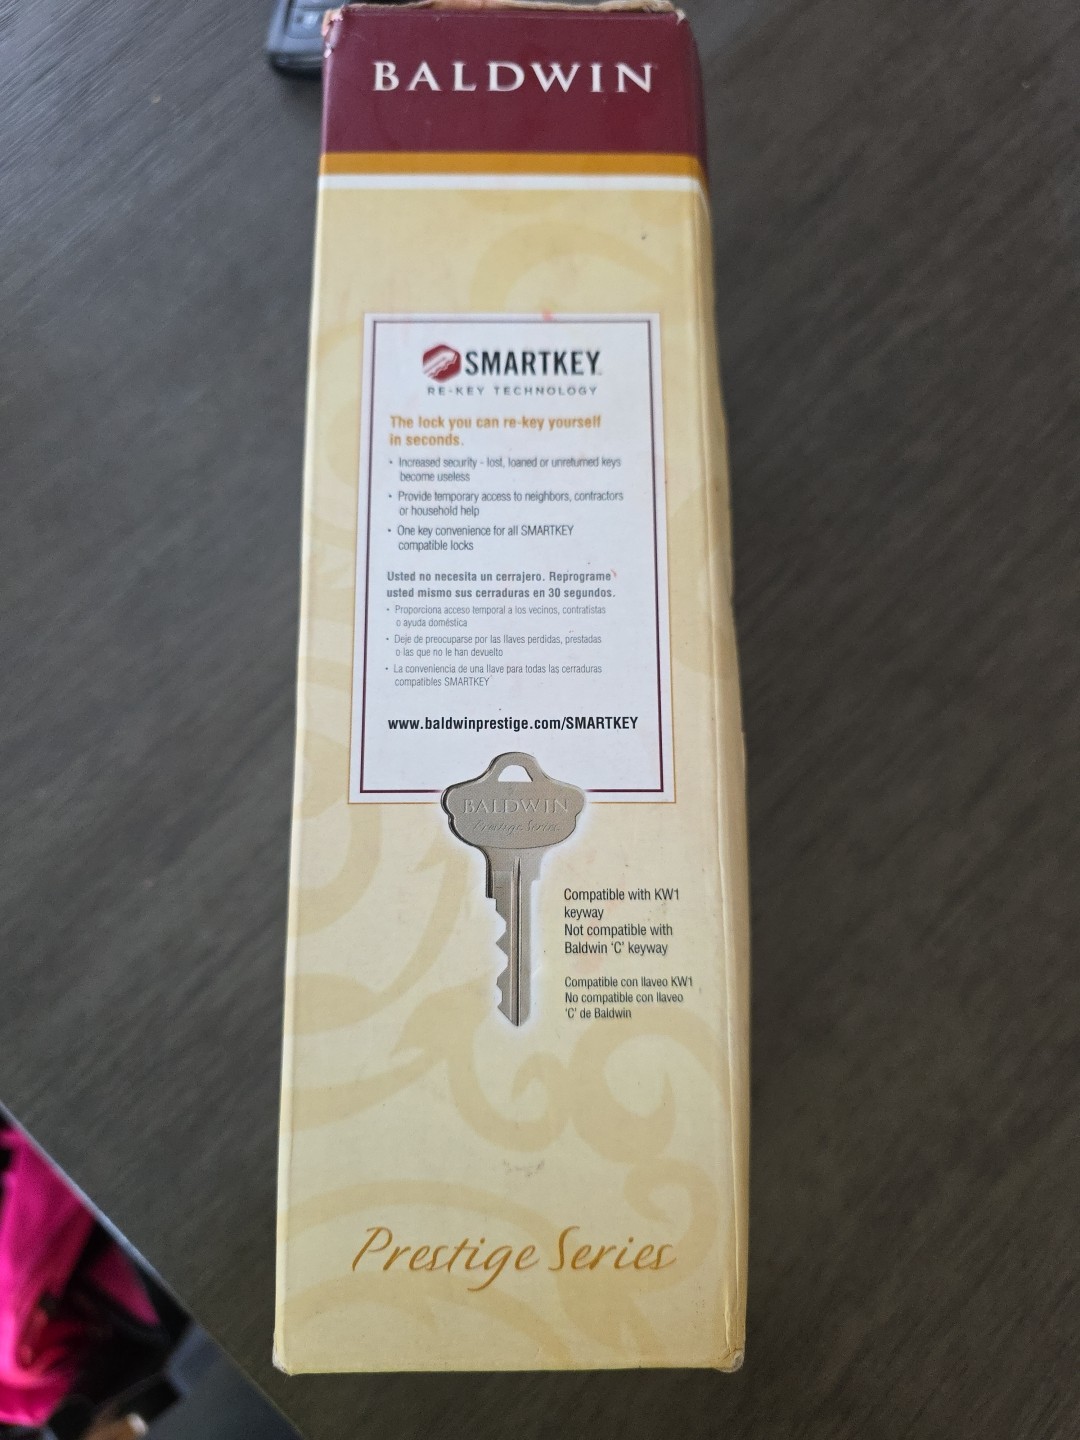 BALDWIN
SMARTKEY
RE-KEY TECHNOLOGY
The lock you can re-key yourself
in seconds.
• Increased security - lost, loaned or unreturned keys
become useless
• Provide temporary access to neighbors, contractors
or household help
• One key convenience for all SMARTKEY
compatible locks
Usted no necesita un cerrajero. Reprograme
usted mismo sus cerraduras en 30 segundos.
• Proporciona acceso temporal a los vecinos, contratistas
o ayuda doméstica
• Deje de preocuparse por las llaves perdidas, prestadas
o las que no le han devuelto
• La conveniencia de una llave para todas las cerraduras
compatibles SMARTKEY
www.baldwinprestige.com/SMARTKEY
BALDWIN
Prestige Series
Compatible with KW1
keyway
Not compatible with
Baldwin ‘C’ keyway
Compatible con llaveo KW1
No compatible con llaveo
‘C’ de Baldwin
Prestige Series